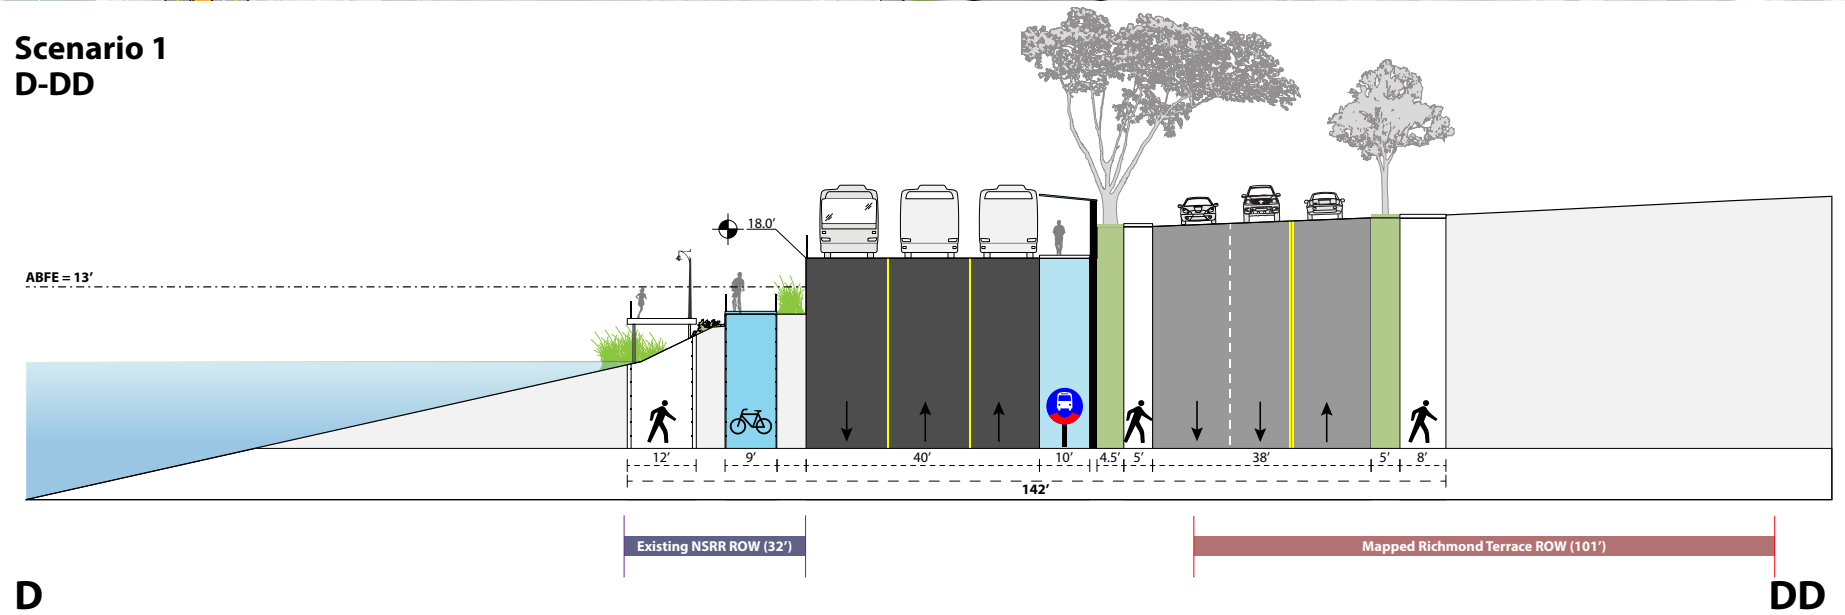 Scenario 1
D-DD
18.0’
ABFE = 13’
12’ 9’ 40’ 10’ 4.5’ 5’ 38’ 5’ 8’
142’
Existing NSRR ROW (32’) Mapped Richmond Terrace ROW (101’)
D DD